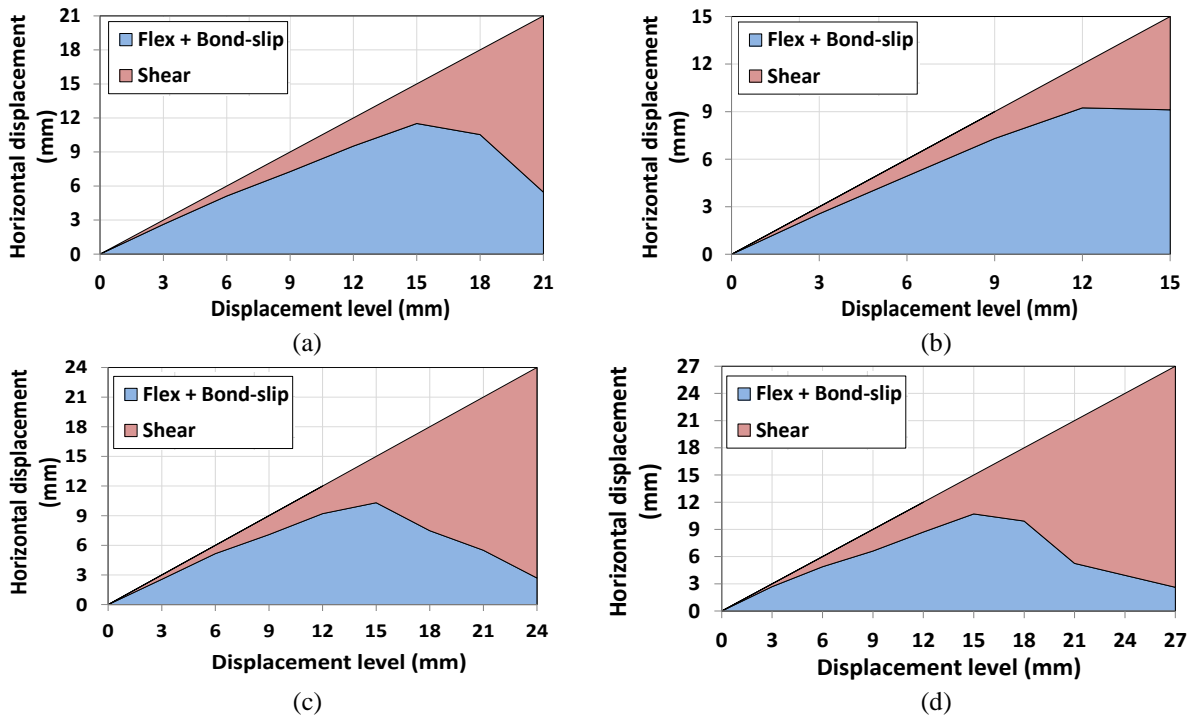 Horizontal displacement
(mm)
21
18
15
12
9
6
3
0
Flex + Bond-slip
Shear
0 3 6 9 12 15 18 21
Displacement level (mm)
(a)
Horizontal displacement
(mm)
15
12
9
6
3
0
Flex + Bond-slip
Shear
0 3 6 9 12 15
Displacement level (mm)
(b)
Horizontal displacement
(mm)
24
21
18
15
12
9
6
3
0
Flex + Bond-slip
Shear
0 3 6 9 12 15 18 21 24
Displacement level (mm)
(c)
Horizontal displacement
(mm)
27
24
21
18
15
12
9
6
3
0
Flex + Bond-slip
Shear
0 3 6 9 12 15 18 21 24 27
Displacement level (mm)
(d)